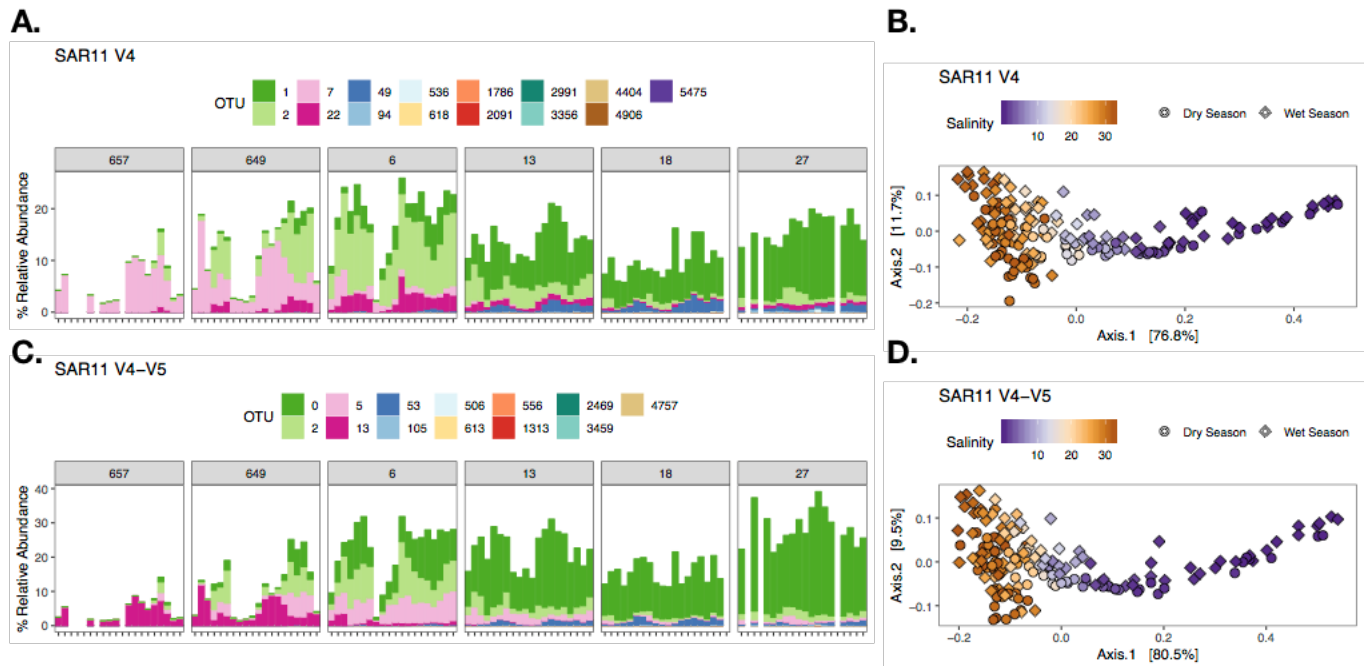 A.
SAR11 V4
OTU 1 7 49 536 1786 2991 4404 5475
2 22 94 618 2091 3356 4906
657 649 6 13 18 27
% Relative Abundance
20
10
0
B.
SAR11 V4
Salinity 10 20 30 Dry Season Wet Season
Axis.2 [11.7%]
0.1
0.0
−0.1
−0.2
−0.2 0.0 0.2 0.4
Axis.1 [76.8%]
C.
SAR11 V4−V5
OTU 0 5 53 506 556 2469 4757
2 13 105 613 1313 3459
657 649 6 13 18 27
% Relative Abundance
40
30
20
10
0
D.
SAR11 V4−V5
Salinity 10 20 30 Dry Season Wet Season
Axis.2 [9.5%]
0.1
0.0
−0.1
−0.2 0.0 0.2 0.4
Axis.1 [80.5%]